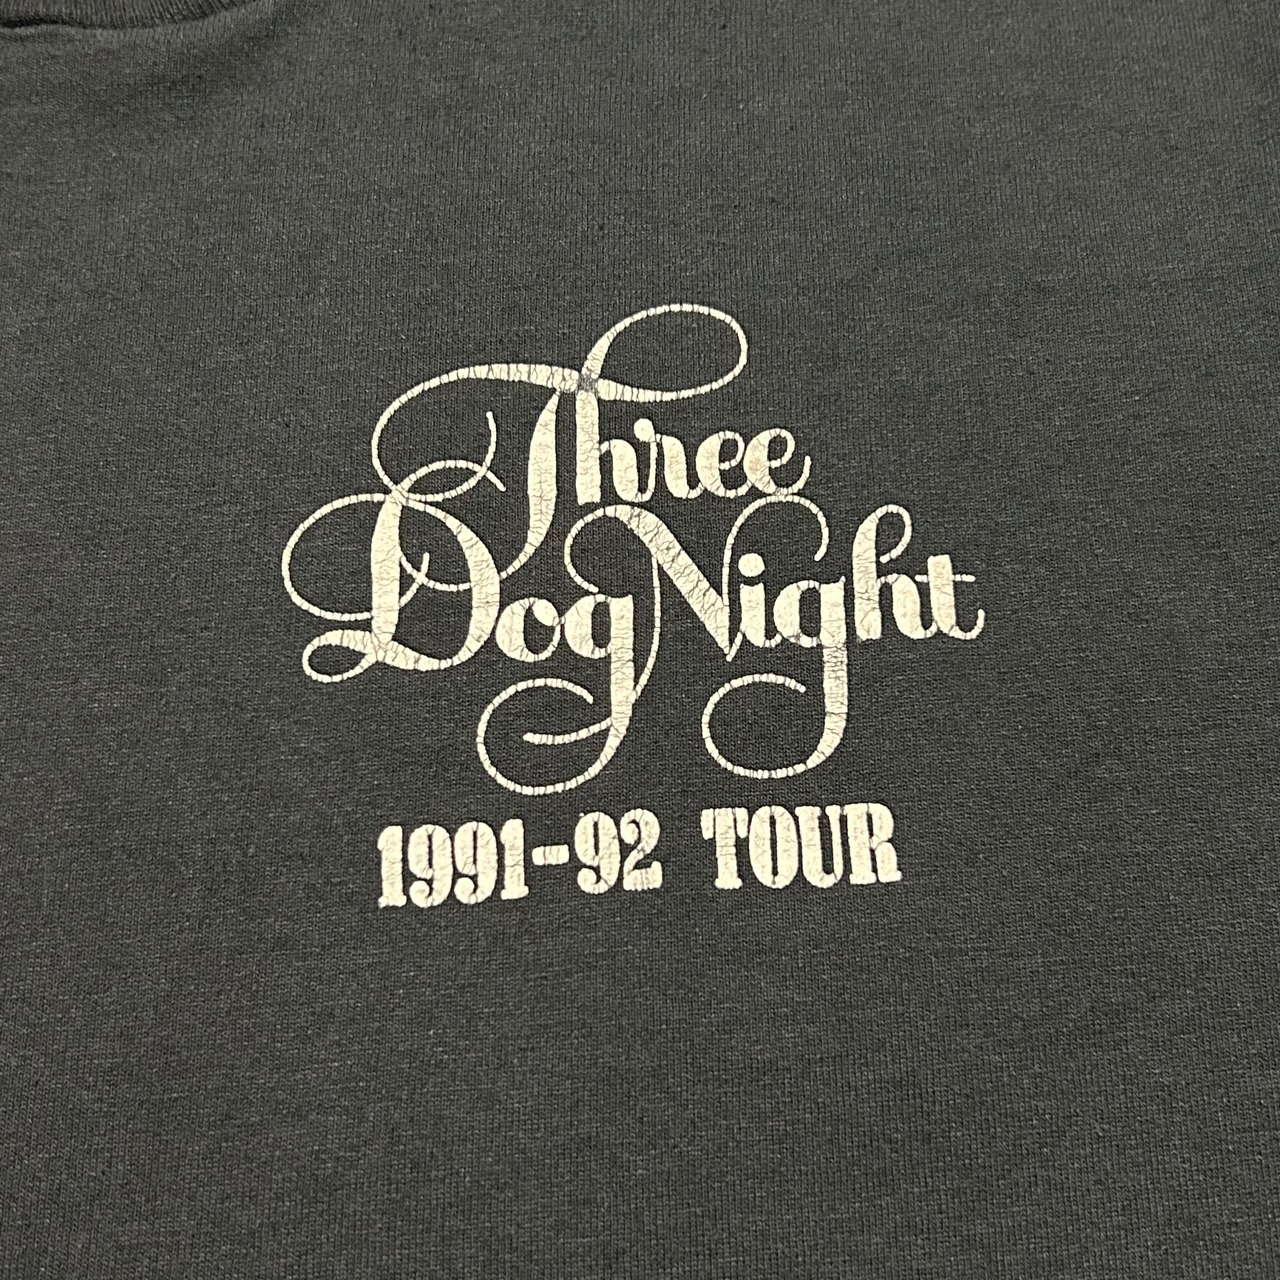 Three
Dog Night
1991-92 TOUR